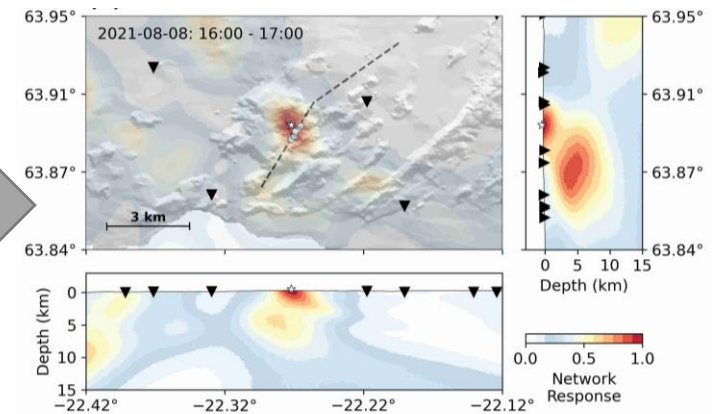 2021-08-08: 16:00 - 17:00
63.95°
63.91°
63.87°
63.84°
3 km
63.95°
63.91°
63.87°
63.84°
0 5 10 15
Depth (km)
Depth (km)
0
5
10
15
−22.42° −22.32° −22.22° −22.12°
0.0 0.5 1.0
Network
Response